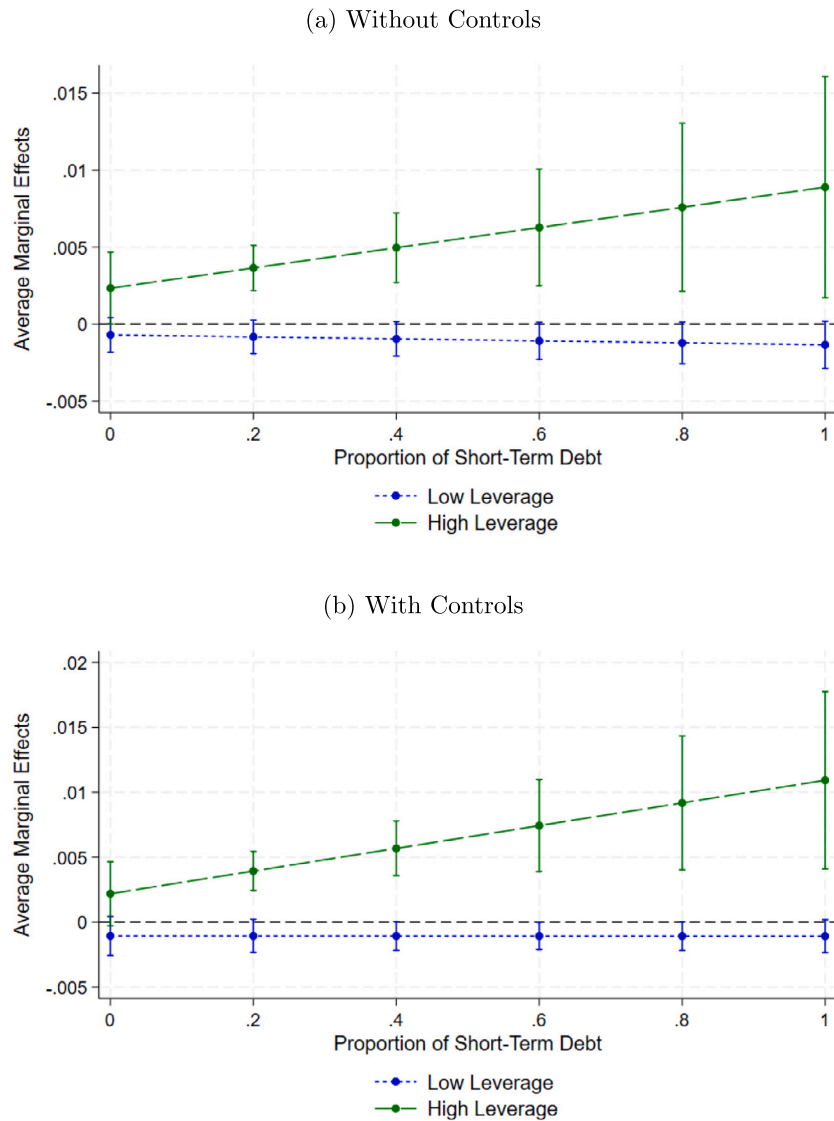 (a) Without Controls
Average Marginal Effects
.015
.01
.005
0
-.005
0 .2 .4 .6 .8 1
Proportion of Short-Term Debt
Low Leverage
High Leverage
(b) With Controls
Average Marginal Effects
.02
.015
.01
.005
0
-.005
0 .2 .4 .6 .8 1
Proportion of Short-Term Debt
Low Leverage
High Leverage